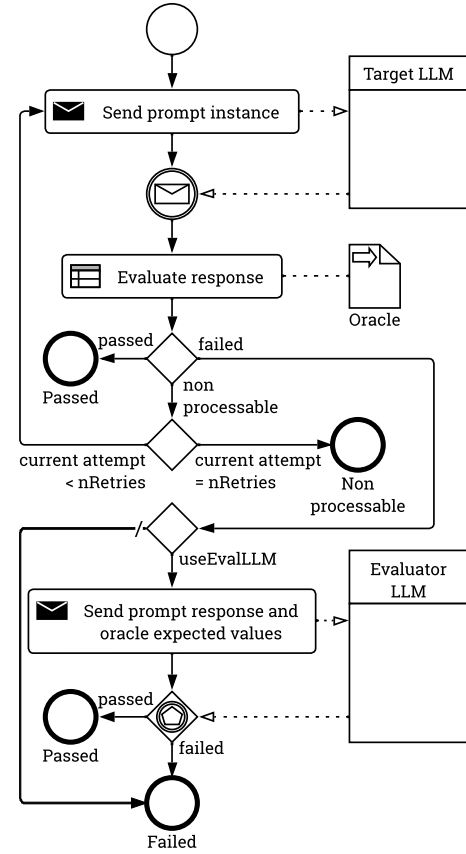 Target LLM
Send prompt instance
Evaluate response
Oracle
passed
failed
Passed
non
processable
current attempt
< nRetries
current attempt
= nRetries
Non
processable
useEvalLLM
Evaluator
LLM
Send prompt response and
oracle expected values
passed
Passed
failed
Failed